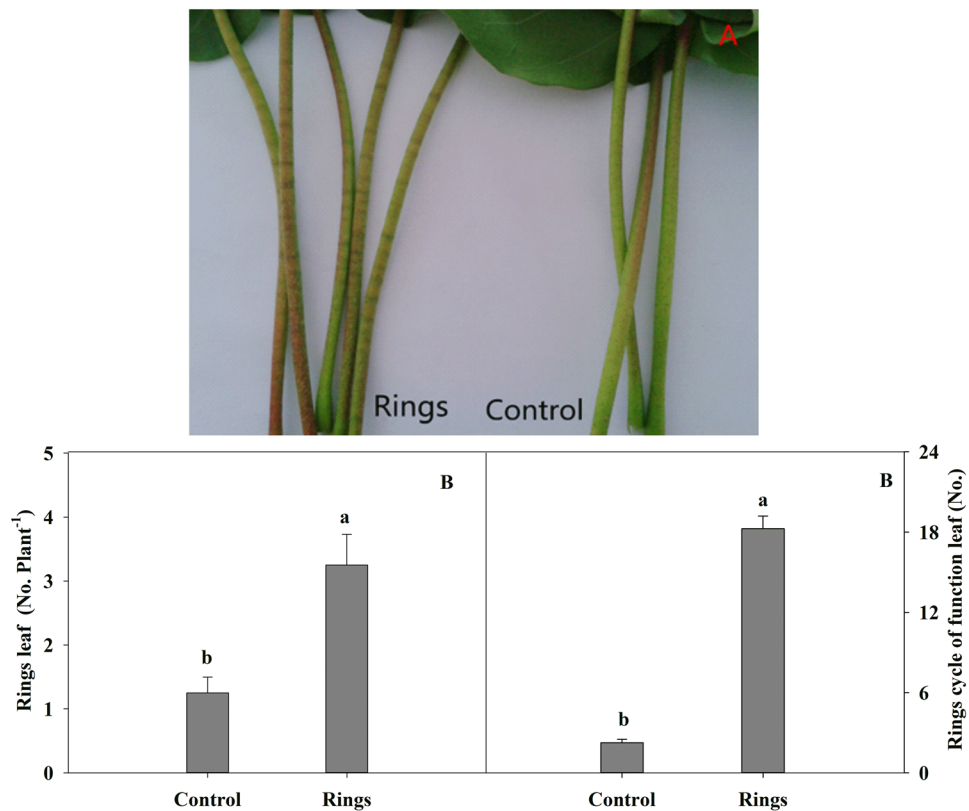 A
Rings Control
5
4
3
2
1
0
Rings leaf (No. Plant-1)
B
a
b
Control Rings
B
a
b
Control Rings
24
18
12
6
0
Rings cycle of function leaf (No.)